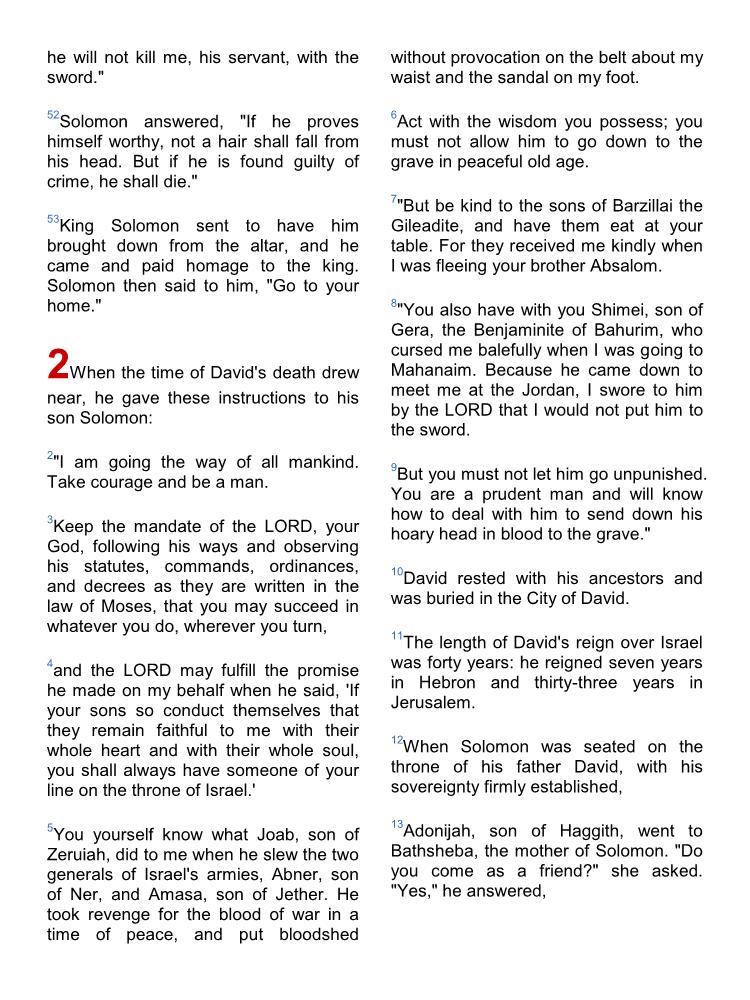 he will not kill me, his servant, with the
sword."
52Solomon answered, "If he proves
himself worthy, not a hair shall fall from
his head. But if he is found guilty of
crime, he shall die."
53King Solomon sent to have him
brought down from the altar, and he
came and paid homage to the king.
Solomon then said to him, "Go to your
home."
2When the time of David's death drew
near, he gave these instructions to his
son Solomon:
2"I am going the way of all mankind.
Take courage and be a man.
3Keep the mandate of the LORD, your
God, following his ways and observing
his statutes, commands, ordinances,
and decrees as they are written in the
law of Moses, that you may succeed in
whatever you do, wherever you turn,
4and the LORD may fulfill the promise
he made on my behalf when he said, 'If
your sons so conduct themselves that
they remain faithful to me with their
whole heart and with their whole soul,
you shall always have someone of your
line on the throne of Israel.'
5You yourself know what Joab, son of
Zeruiah, did to me when he slew the two
generals of Israel's armies, Abner, son
of Ner, and Amasa, son of Jether. He
took revenge for the blood of war in a
time of peace, and put bloodshed
without provocation on the belt about my
waist and the sandal on my foot.
6Act with the wisdom you possess; you
must not allow him to go down to the
grave in peaceful old age.
7"But be kind to the sons of Barzillai the
Gileadite, and have them eat at your
table. For they received me kindly when
I was fleeing your brother Absalom.
8"You also have with you Shimei, son of
Gera, the Benjaminite of Bahurim, who
cursed me balefully when I was going to
Mahanaim. Because he came down to
meet me at the Jordan, I swore to him
by the LORD that I would not put him to
the sword.
9But you must not let him go unpunished.
You are a prudent man and will know
how to deal with him to send down his
hoary head in blood to the grave."
10David rested with his ancestors and
was buried in the City of David.
11The length of David's reign over Israel
was forty years: he reigned seven years
in Hebron and thirty-three years in
Jerusalem.
12When Solomon was seated on the
throne of his father David, with his
sovereignty firmly established,
13Adonijah, son of Haggith, went to
Bathsheba, the mother of Solomon. "Do
you come as a friend?" she asked.
"Yes," he answered,